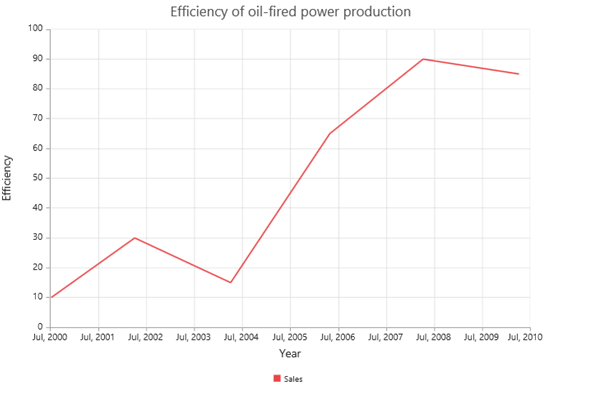 Efficiency of oil-fired power production
100
90
80
70
60
50
40
30
20
10
0
Efficiency
Jul, 2000 Jul, 2001 Jul, 2002 Jul, 2003 Jul, 2004 Jul, 2005 Jul, 2006 Jul, 2007 Jul, 2008 Jul, 2009 Jul, 2010
Year
Sales